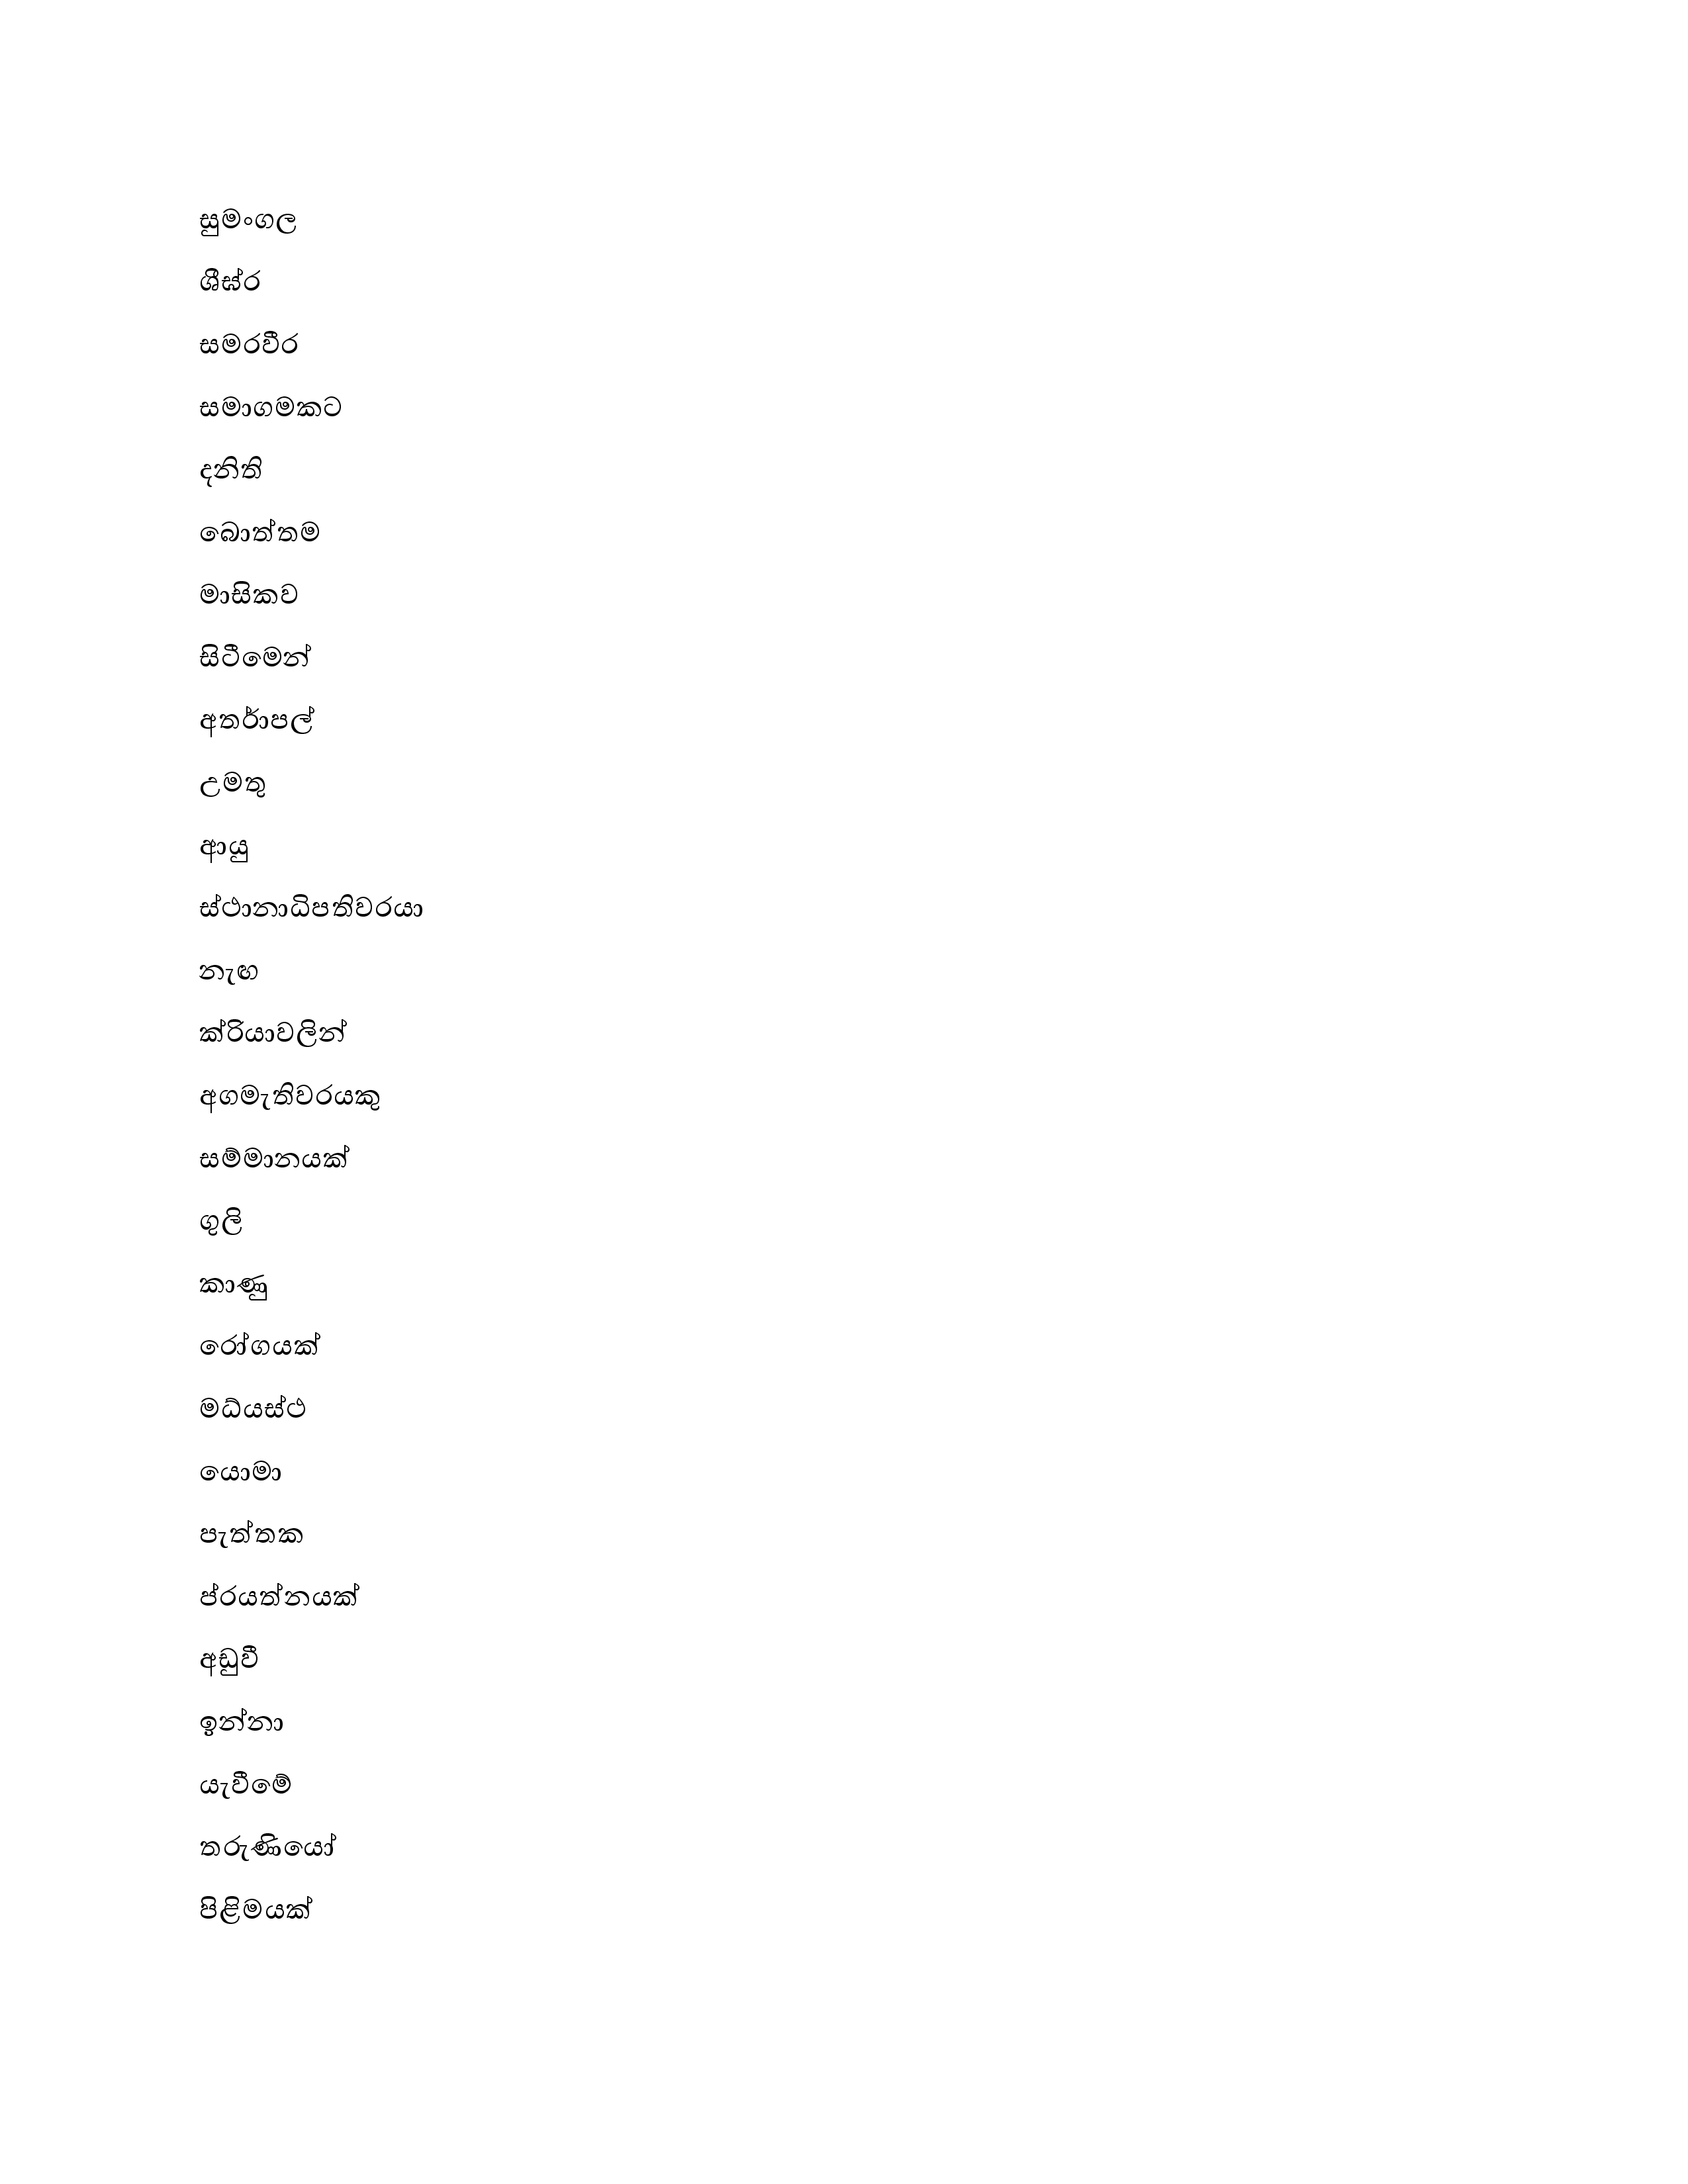 සුමංගල
ශීඝ්ර
සමරවීර
සමාගමකට
දනිති
බොත්තම
මාසිකව
සිටීමෙන්
අතර්‍ාපල්
උමතු
ආයු
ස්ථානාධිපතිවරයා
නැඟ
ක්රියාවලින්
අගමැතිවරයකු
සම්මානයක්
ගුලි
කාණු
රෝගයක්
මධ්යස්ථ
යොමා
පැත්තක
ප්රයත්නයක්
අඩුවී
ඉන්නා
යැවීමේ
තරුණියෝ
පිළිමයක්